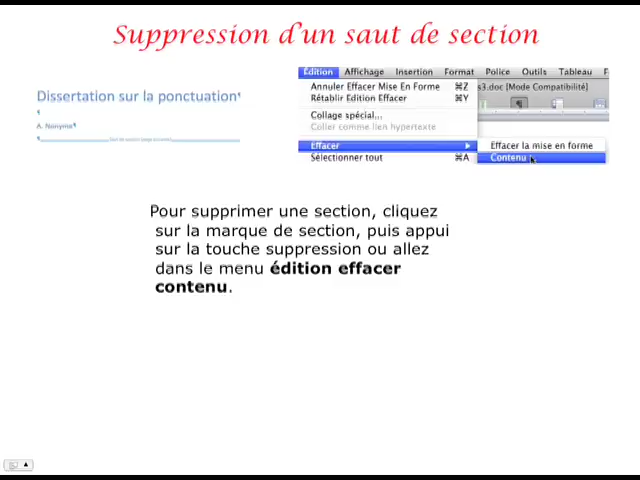 Suppression d'un saut de section
Dissertation sur la ponctuation¶
¶
A. Nonyme¶
Édition Affichage Insertion Format Police Outils Tableau
Annuler Effacer Mise En Forme ⌘Z
Rétablir Edition Effacer ⌘Y
Collage spécial...
Coller comme lien hypertexte
Effacer ▶
Sélectionner tout ⌘A
s3.doc [Mode Compatibilité]
Effacer la mise en forme
Contenu
Pour supprimer une section, cliquez
sur la marque de section, puis appui
sur la touche suppression ou allez
dans le menu édition effacer
contenu.